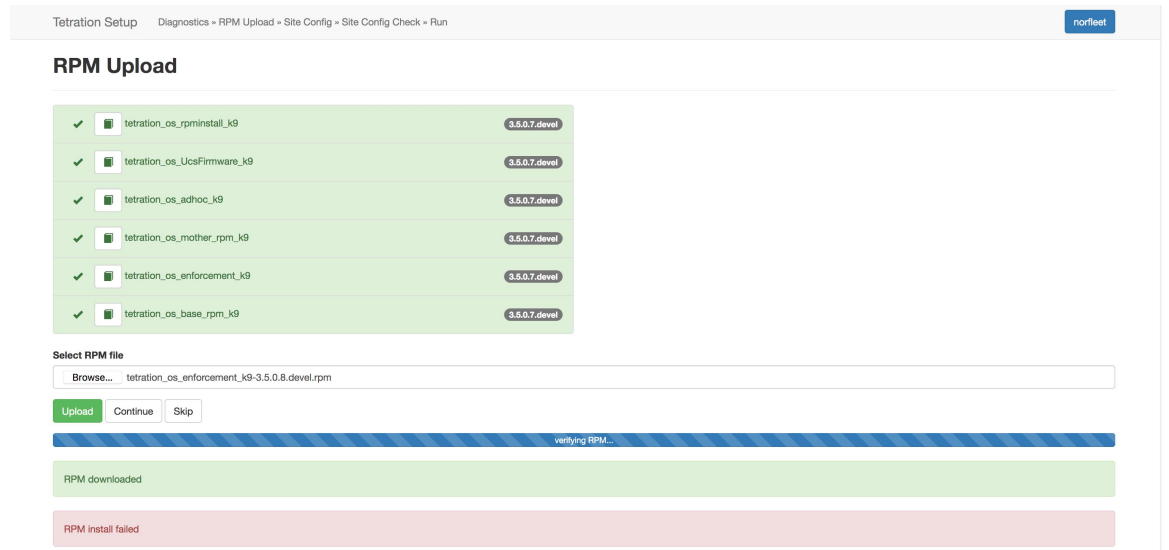 Tetration Setup Diagnostics » RPM Upload » Site Config » Site Config Check » Run norfleet
RPM Upload
tetration_os_rpminstall_k9 3.5.0.7.devel
tetration_os_UcsFirmware_k9 3.5.0.7.devel
tetration_os_adhoc_k9 3.5.0.7.devel
tetration_os_mother_rpm_k9 3.5.0.7.devel
tetration_os_enforcement_k9 3.5.0.7.devel
tetration_os_base_rpm_k9 3.5.0.7.devel
Select RPM file
Browse... tetration_os_enforcement_k9-3.5.0.8.devel.rpm
Upload Continue Skip
verifying RPM...
RPM downloaded
RPM install failed